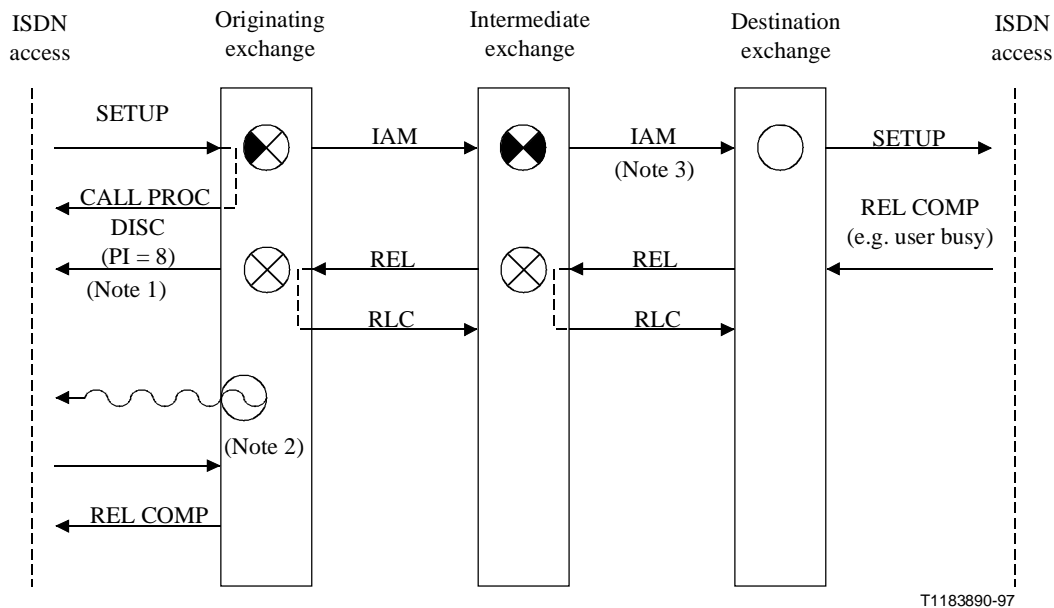 ISDN
access
Originating
exchange
Intermediate
exchange
Destination
exchange
ISDN
access
SETUP
IAM
IAM
(Note 3)
SETUP
CALL PROC
DISC
(PI = 8)
(Note 1)
REL
REL
REL COMP
(e.g. user busy)
RLC
RLC
(Note 2)
REL COMP
T1183890-97